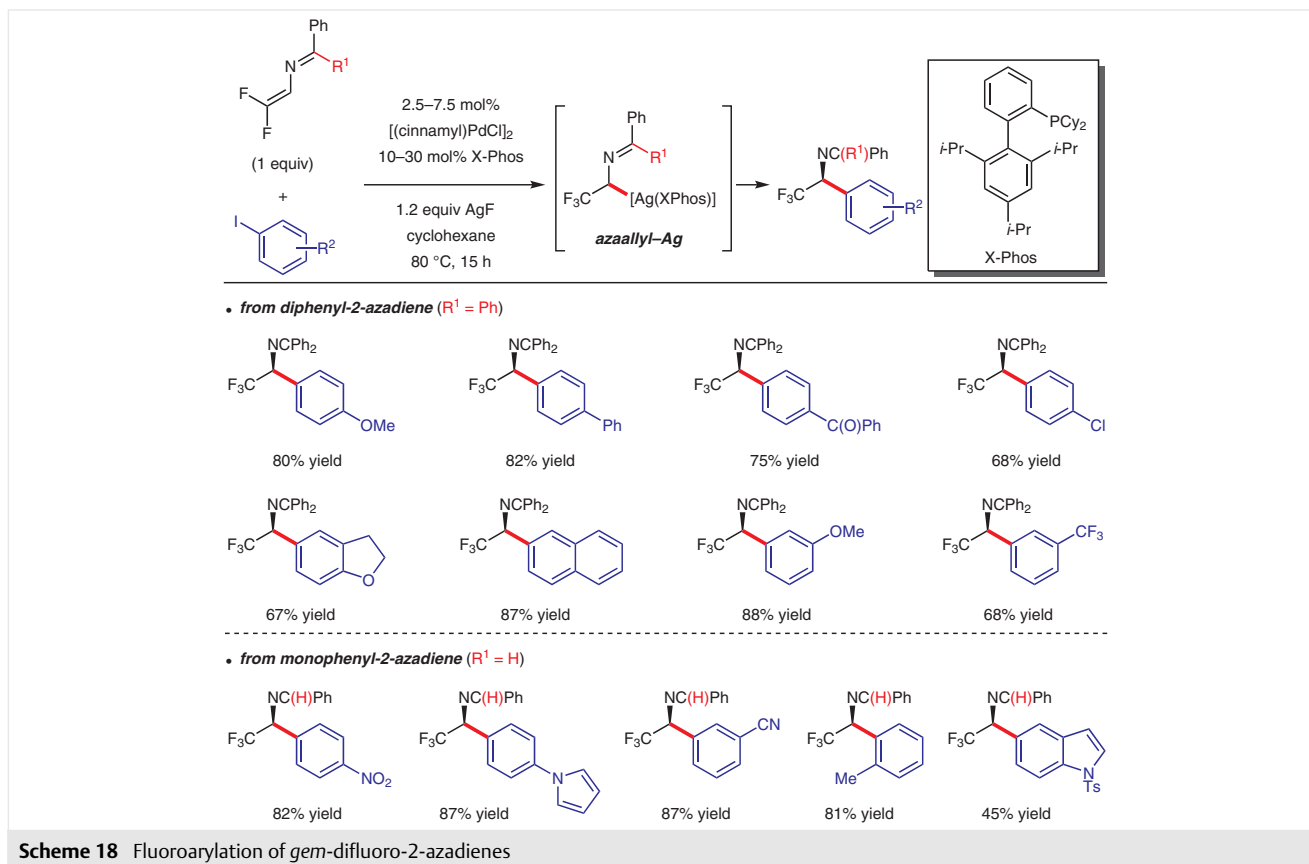 Ph
N
R1
F
F
(1 equiv)
+
I
R2
2.5–7.5 mol%
[(cinnamyl)PdCl]2
10–30 mol% X-Phos
1.2 equiv AgF
cyclohexane
80 °C, 15 h
Ph
N
R1
F3C
[Ag(XPhos)]
azaallyl–Ag
NC(R1)Ph
F3C
R2
PCy2
i-Pr
i-Pr
i-Pr
X-Phos
• from diphenyl-2-azadiene (R1 = Ph)
NCPh2
F3C
OMe
80% yield
NCPh2
F3C
Ph
82% yield
NCPh2
F3C
C(O)Ph
75% yield
NCPh2
F3C
Cl
68% yield
NCPh2
F3C
O
67% yield
NCPh2
F3C
87% yield
NCPh2
OMe
F3C
88% yield
NCPh2
CF3
F3C
68% yield
• from monophenyl-2-azadiene (R1 = H)
NC(H)Ph
F3C
NO2
82% yield
NC(H)Ph
F3C
N
87% yield
NC(H)Ph
CN
F3C
87% yield
NC(H)Ph
F3C
Me
81% yield
NC(H)Ph
F3C
N
Ts
45% yield
Scheme 18 Fluoroarylation of gem-difluoro-2-azadienes